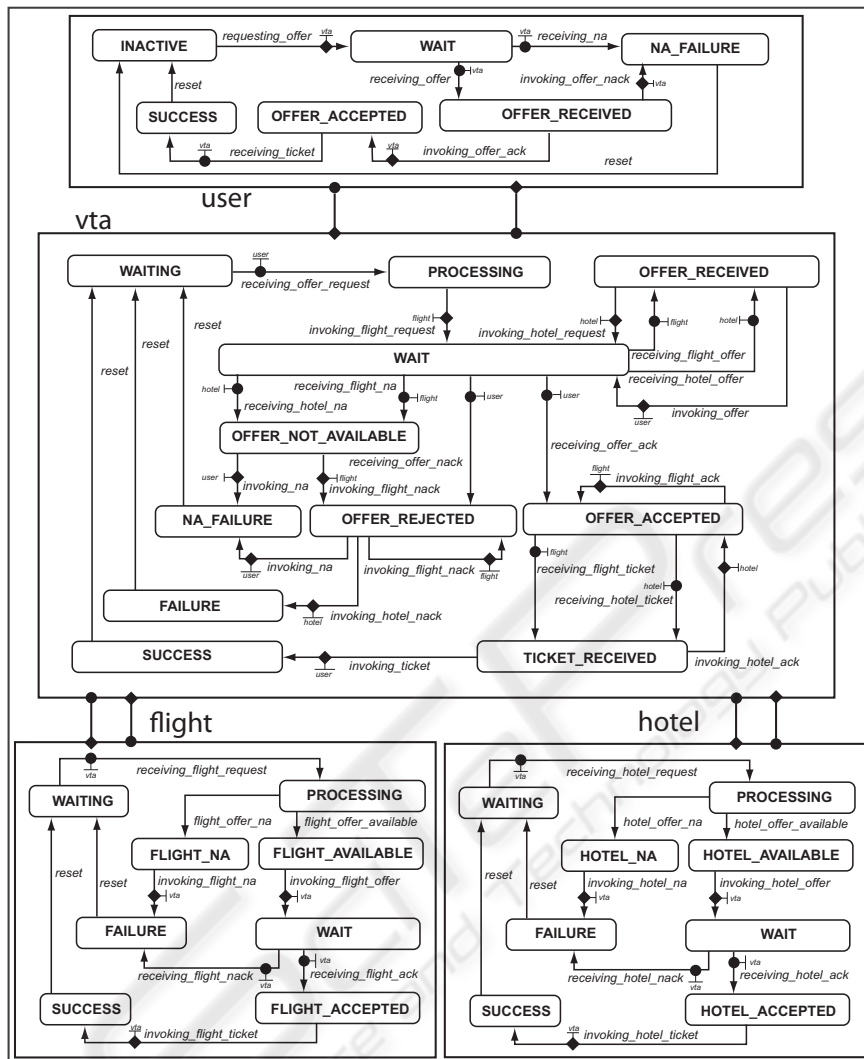 INACTIVE requesting_offer vta WAIT vta receiving_na NA_FAILURE
receiving_offer vta invoking_offer_nack vta
reset
SUCCESS OFFER_ACCEPTED OFFER_RECEIVED
vta receiving_ticket vta invoking_offer_ack reset
user
vta
WAITING user receiving_offer_request PROCESSING OFFER_RECEIVED
flight invoking_flight_request hotel invoking_hotel_request flight hotel
reset reset reset
WAIT receiving_flight_offer
receiving_hotel_offer
hotel receiving_hotel_na receiving_flight_na flight user user invoking_offer user
OFFER_NOT_AVAILABLE receiving_offer_ack
receiving_offer_nack
user invoking_na flight invoking_flight_nack flight invoking_flight_ack
NA_FAILURE OFFER_REJECTED OFFER_ACCEPTED
invoking_na user invoking_flight_nack flight flight receiving_flight_ticket hotel
hotel receiving_hotel_ticket
FAILURE hotel invoking_hotel_nack
SUCCESS user invoking_ticket TICKET_RECEIVED invoking_hotel_ack
flight
vta receiving_flight_request
WAITING PROCESSING
flight_offer_na flight_offer_available
FLIGHT_NA FLIGHT_AVAILABLE
reset reset invoking_flight_na vta invoking_flight_offer vta
FAILURE WAIT
receiving_flight_nack vta vta receiving_flight_ack
SUCCESS FLIGHT_ACCEPTED
vta invoking_flight_ticket
hotel
vta receiving_hotel_request
WAITING PROCESSING
hotel_offer_na hotel_offer_available
HOTEL_NA HOTEL_AVAILABLE
reset reset invoking_hotel_na vta invoking_hotel_offer vta
FAILURE WAIT
receiving_hotel_nack vta vta receiving_hotel_ack
SUCCESS HOTEL_ACCEPTED
vta invoking_hotel_ticket